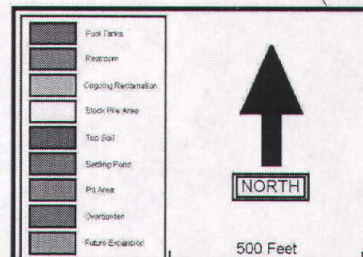 Fuel Tanks
Restroom
Ongoing Reclamation
Stock Pile Area
Top Soil
Settling Pond
Pit Area
Overburden
Future Expansion
NORTH
500 Feet